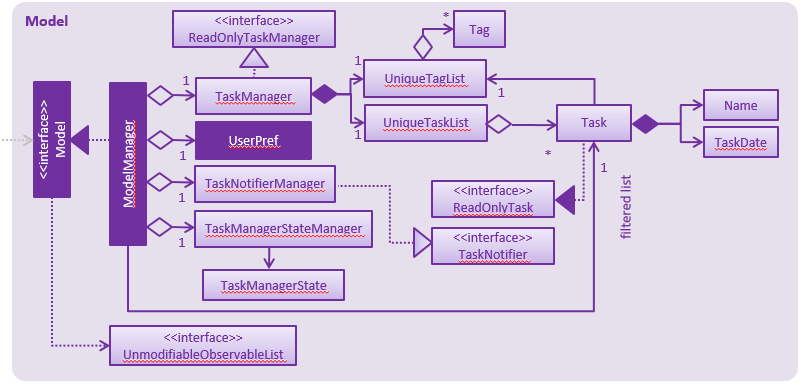 Model
<<interface>>
ReadOnlyTaskManager
*
Tag
1
UniqueTagList
1
TaskManager
1
<<interface>>
Model
ModelManager
UniqueTaskList
1
Task
*
Name
TaskDate
1
UserPref
1
TaskNotifierManager
1
<<interface>>
ReadOnlyTask
1
filtered list
TaskManagerStateManager
1
<<interface>>
TaskNotifier
TaskManagerState
<<interface>>
UnmodifiableObservableList